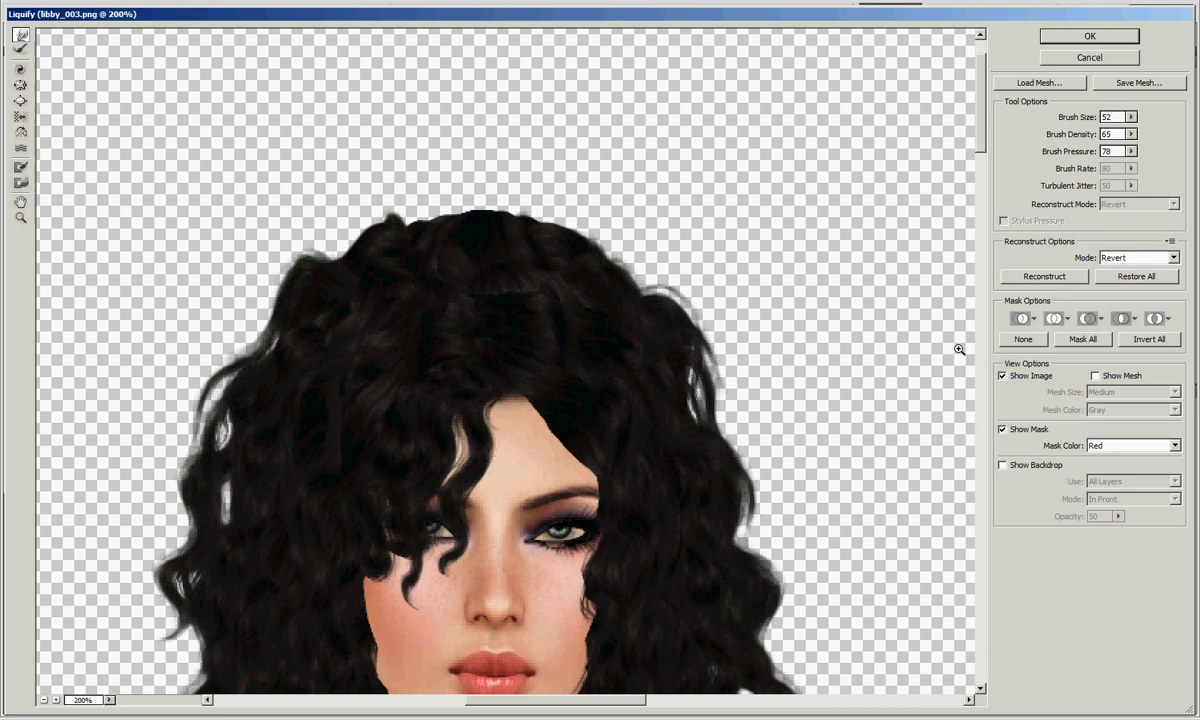 Liquify (libby_003.png @ 200%)
OK
Cancel
Load Mesh...
Save Mesh...
Tool Options
Brush Size: 52
Brush Density: 65
Brush Pressure: 78
Brush Rate: 80
Turbulent Jitter: 50
Reconstruct Mode: Revert
Stylus Pressure
Reconstruct Options
Mode: Revert
Reconstruct
Restore All
Mask Options
None
Mask All
Invert All
View Options
Show Image
Show Mesh
Mesh Size: Medium
Mesh Color: Gray
Show Mask
Mask Color: Red
Show Backdrop
Use: All Layers
Mode: In Front
Opacity: 50
200%